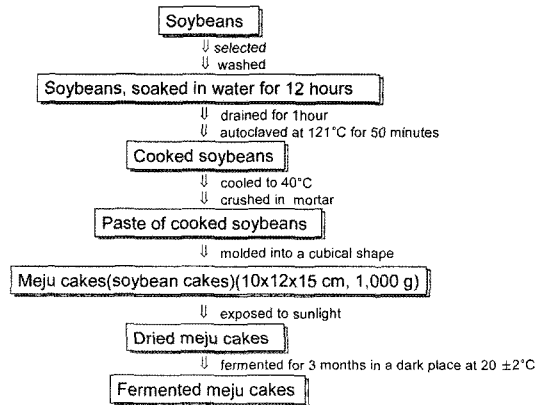 Soybeans
⇓ selected
⇓ washed
Soybeans, soaked in water for 12 hours
⇓ drained for 1hour
⇓ autoclaved at 121°C for 50 minutes
Cooked soybeans
⇓ cooled to 40°C
⇓ crushed in mortar
Paste of cooked soybeans
⇓ molded into a cubical shape
Meju cakes(soybean cakes)(10x12x15 cm, 1,000 g)
⇓ exposed to sunlight
Dried meju cakes
⇓ fermented for 3 months in a dark place at 20 ±2°C
Fermented meju cakes